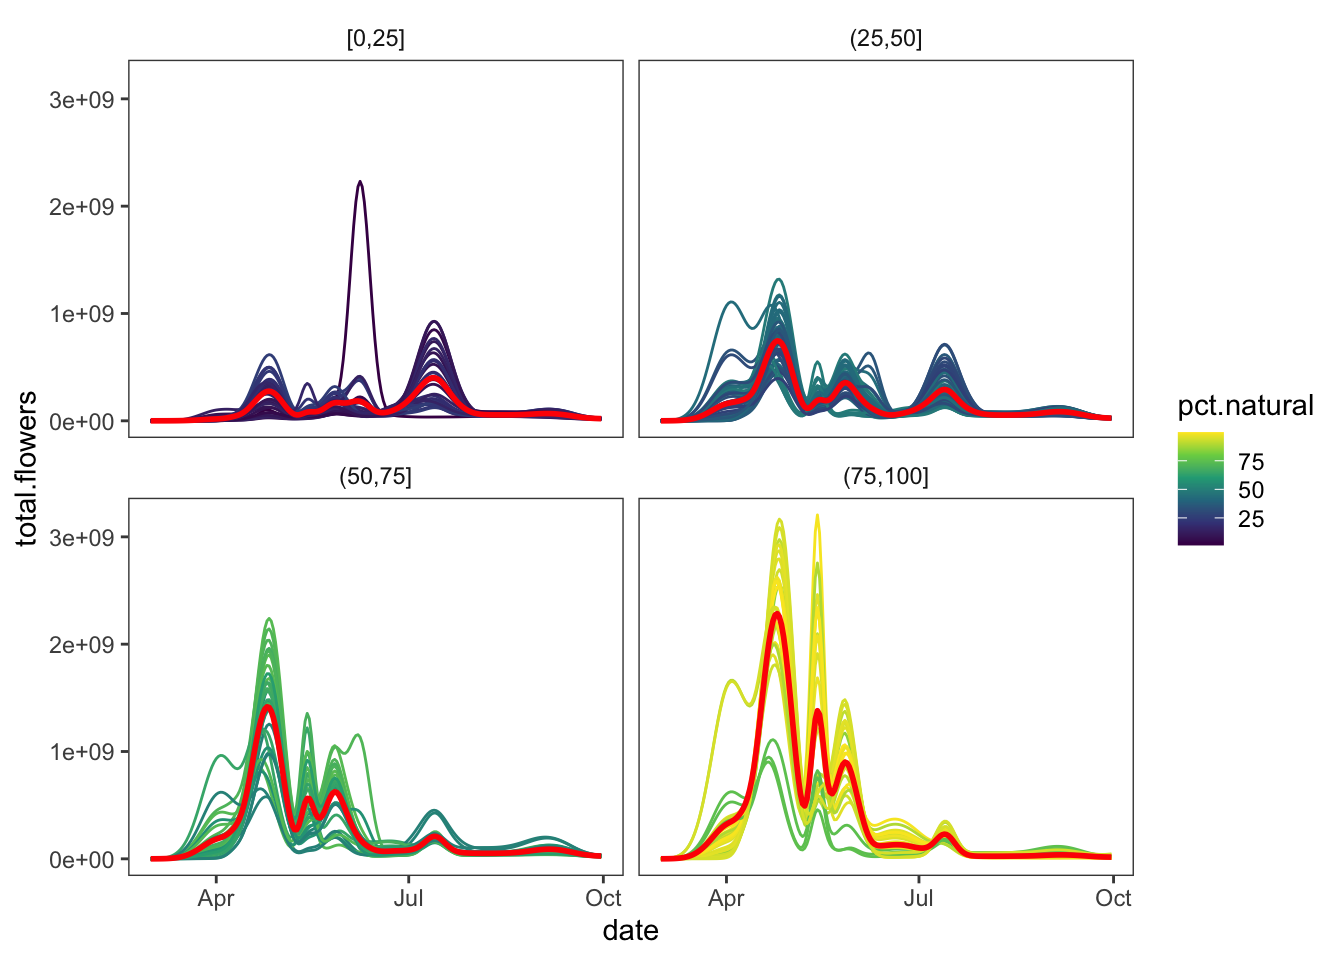 [0,25]
(25,50]
3e+09
2e+09
1e+09
0e+00
total.flowers
(50,75]
(75,100]
3e+09
2e+09
1e+09
0e+00
Apr
Jul
Oct
Apr
Jul
Oct
date
pct.natural
75
50
25